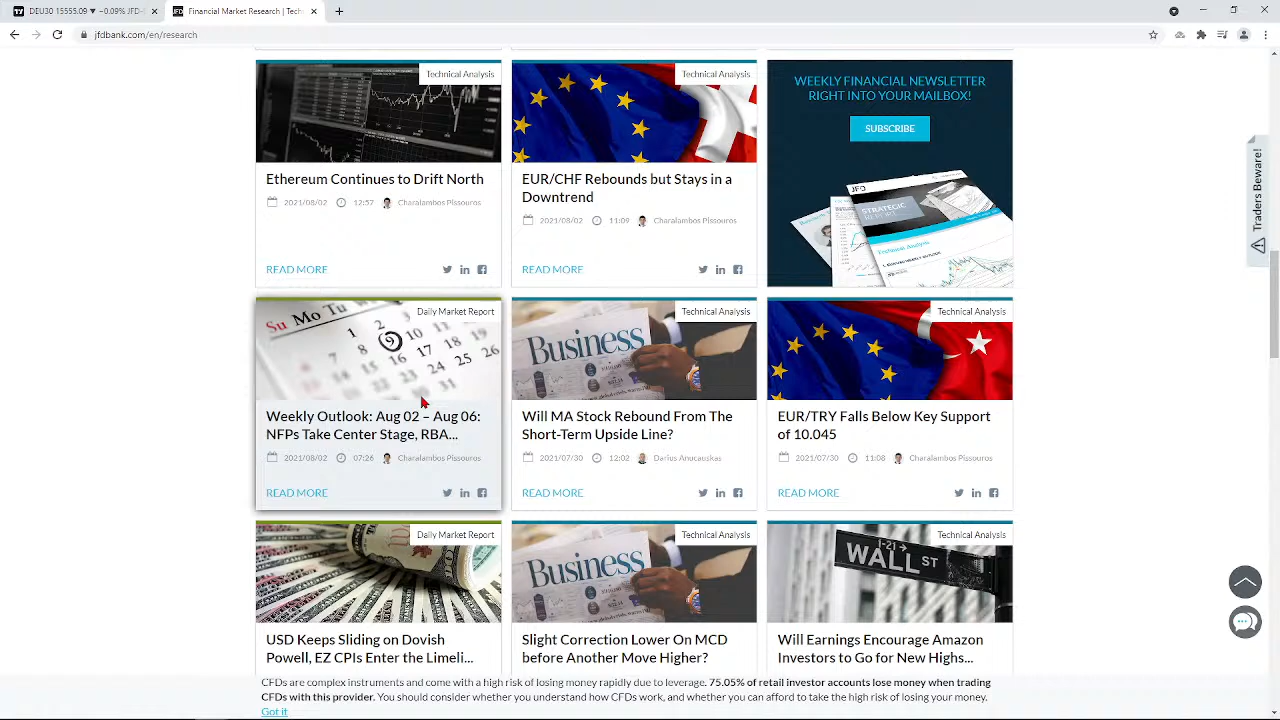 DEU30 15555.09 ▼ −0.09% JFD-
Financial Market Research | Tech
jfdbank.com/en/research
Technical Analysis
Ethereum Continues to Drift North
2021/08/02 12:57 Charalambos Pissouros
READ MORE
Technical Analysis
EUR/CHF Rebounds but Stays in a
Downtrend
2021/08/02 11:09 Charalambos Pissouros
READ MORE
WEEKLY FINANCIAL NEWSLETTER
RIGHT INTO YOUR MAILBOX!
SUBSCRIBE
JFD
STRATEGIC
Technical Analysis
Traders Beware!
Su Mo Tu
Daily Market Report
Weekly Outlook: Aug 02 – Aug 06:
NFPs Take Center Stage, RBA...
2021/08/02 07:26 Charalambos Pissouros
READ MORE
Technical Analysis
Business
Will MA Stock Rebound From The
Short-Term Upside Line?
2021/07/30 12:02 Darius Anucauskas
READ MORE
Technical Analysis
EUR/TRY Falls Below Key Support
of 10.045
2021/07/30 11:08 Charalambos Pissouros
READ MORE
Daily Market Report
USD Keeps Sliding on Dovish
Powell, EZ CPIs Enter the Limeli...
Technical Analysis
Business
Slight Correction Lower On MCD
before Another Move Higher?
Technical Analysis
1-21
WALL ST
Will Earnings Encourage Amazon
Investors to Go for New Highs...
CFDs are complex instruments and come with a high risk of losing money rapidly due to leverage. 75.05% of retail investor accounts lose money when trading
CFDs with this provider. You should consider whether you understand how CFDs work, and whether you can afford to take the high risk of losing your money.
Got it